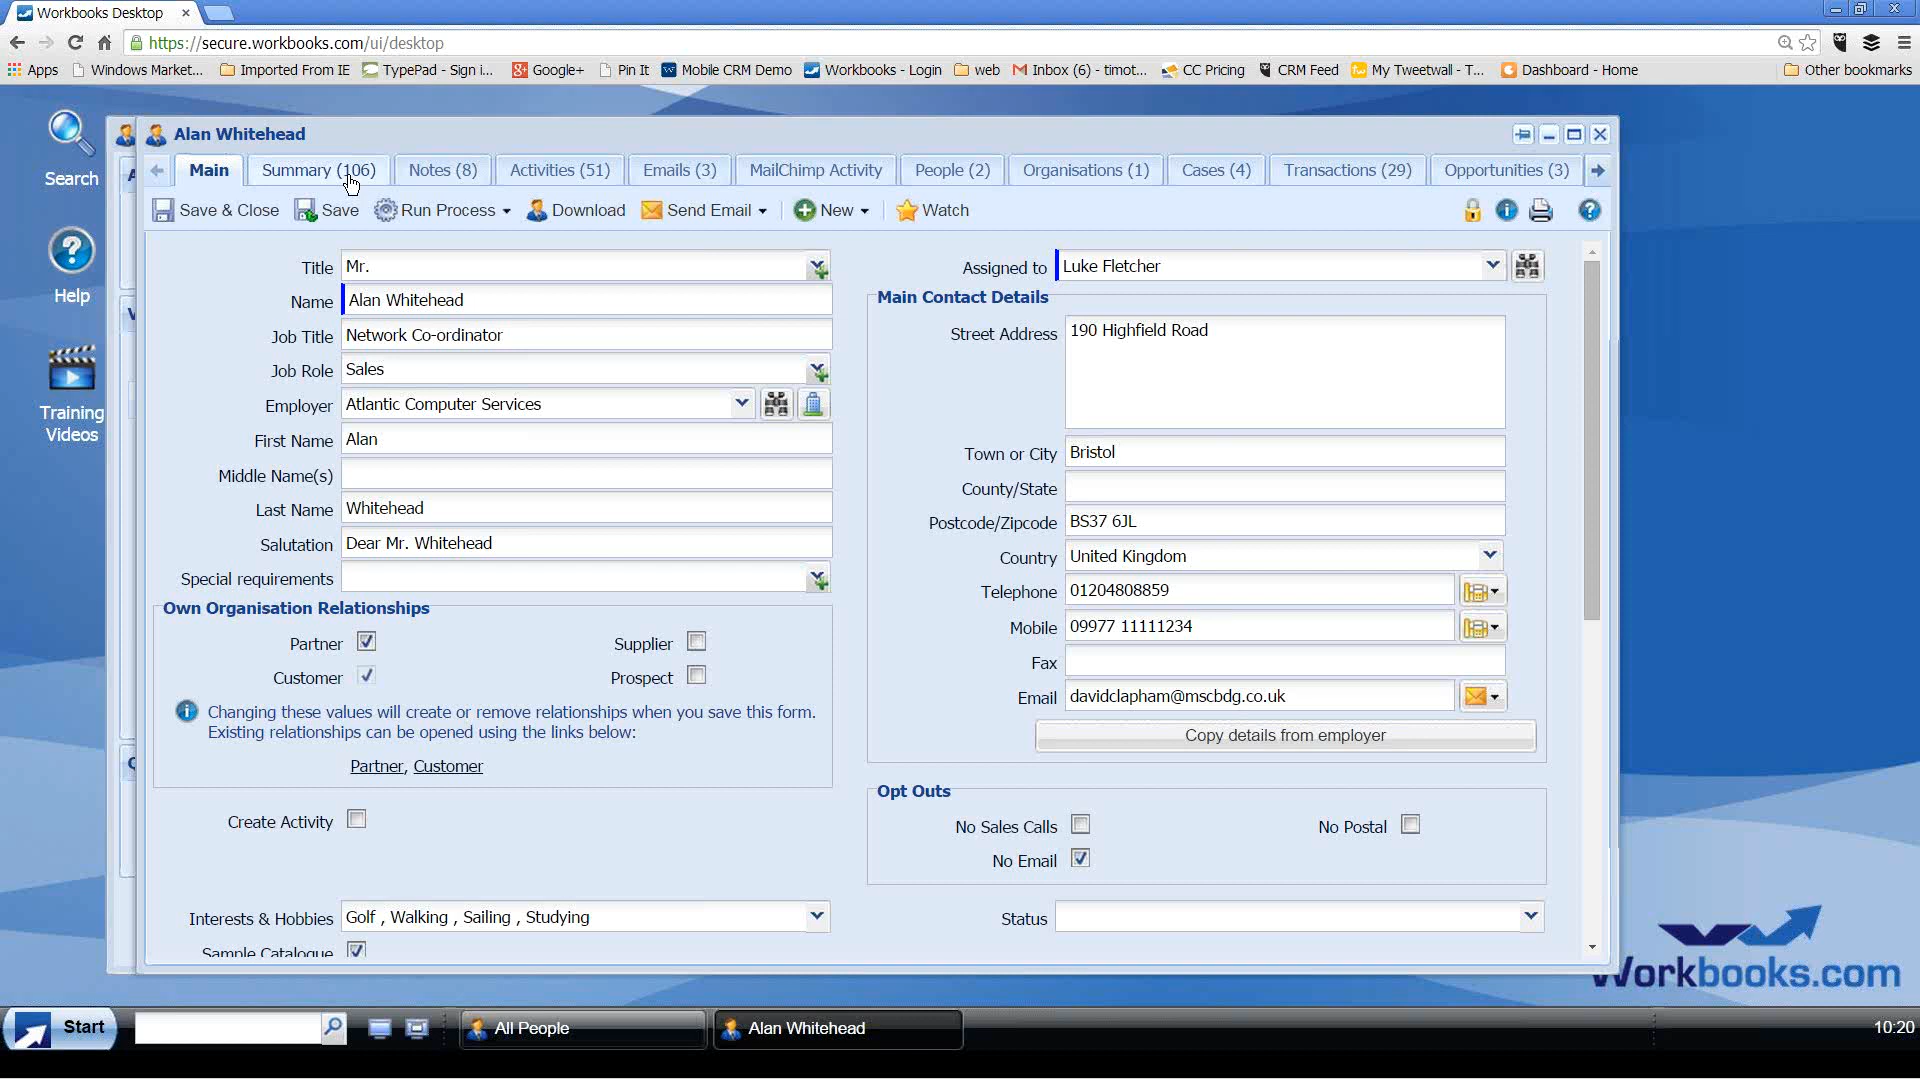 Workbooks Desktop
https://secure.workbooks.com/ui/desktop
Apps Windows Market... Imported From IE TypePad - Sign i... Google+ Pin It Mobile CRM Demo Workbooks - Login web Inbox (6) - timot... CC Pricing CRM Feed My Tweetwall - T... Dashboard - Home Other bookmarks
Search
Help
Training
Videos
Alan Whitehead
Main Summary (106) Notes (8) Activities (51) Emails (3) MailChimp Activity People (2) Organisations (1) Cases (4) Transactions (29) Opportunities (3)
Save & Close Save Run Process Download Send Email New Watch
Title Mr.
Name Alan Whitehead
Job Title Network Co-ordinator
Job Role Sales
Employer Atlantic Computer Services
First Name Alan
Middle Name(s)
Last Name Whitehead
Salutation Dear Mr. Whitehead
Special requirements
Own Organisation Relationships
Partner Supplier
Customer Prospect
Changing these values will create or remove relationships when you save this form.
Existing relationships can be opened using the links below:
Partner, Customer
Create Activity
Interests & Hobbies Golf , Walking , Sailing , Studying
Sample Catalogue
Assigned to Luke Fletcher
Main Contact Details
Street Address 190 Highfield Road
Town or City Bristol
County/State
Postcode/Zipcode BS37 6JL
Country United Kingdom
Telephone 01204808859
Mobile 09977 11111234
Fax
Email davidclapham@mscbdg.co.uk
Copy details from employer
Opt Outs
No Sales Calls No Postal
No Email
Status
Workbooks.com
Start All People Alan Whitehead 10:20